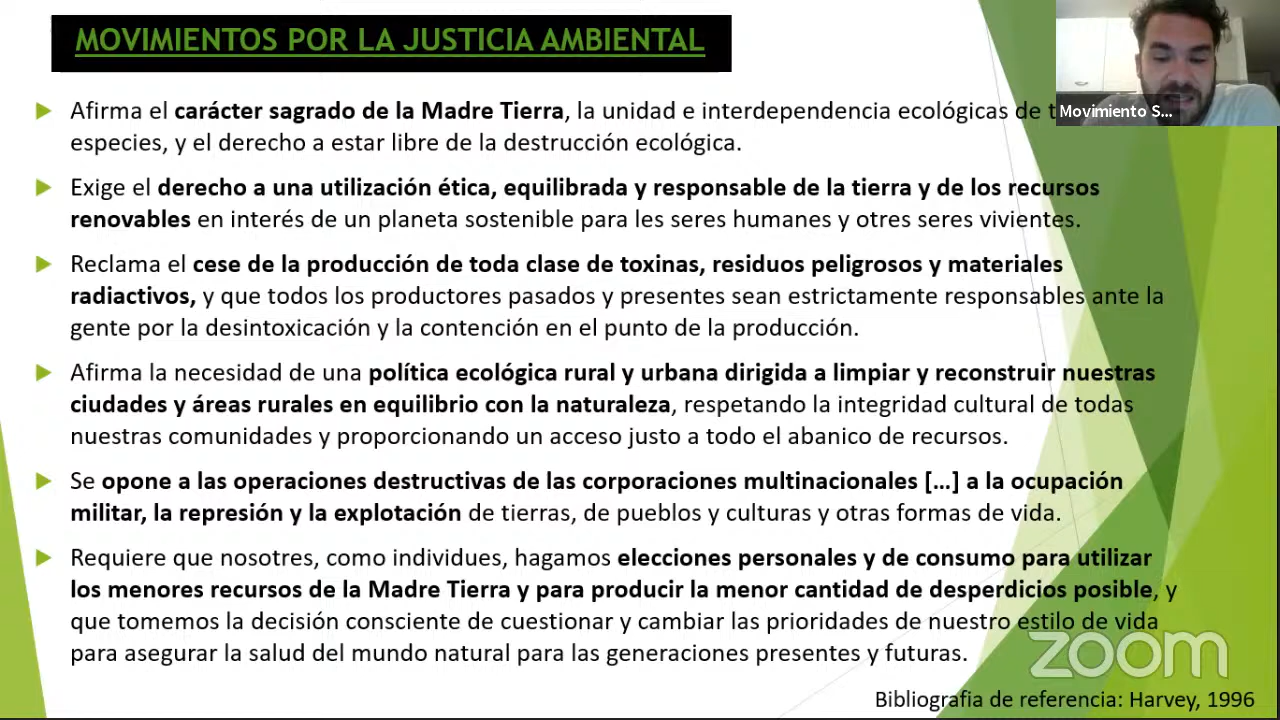 MOVIMIENTOS POR LA JUSTICIA AMBIENTAL
Movimiento S...
Afirma el carácter sagrado de la Madre Tierra, la unidad e interdependencia ecológicas de
especies, y el derecho a estar libre de la destrucción ecológica.
Exige el derecho a una utilización ética, equilibrada y responsable de la tierra y de los recursos
renovables en interés de un planeta sostenible para les seres humanes y otres seres vivientes.
Reclama el cese de la producción de toda clase de toxinas, residuos peligrosos y materiales
radiactivos, y que todos los productores pasados y presentes sean estrictamente responsables ante la
gente por la desintoxicación y la contención en el punto de la producción.
Afirma la necesidad de una política ecológica rural y urbana dirigida a limpiar y reconstruir nuestras
ciudades y áreas rurales en equilibrio con la naturaleza, respetando la integridad cultural de todas
nuestras comunidades y proporcionando un acceso justo a todo el abanico de recursos.
Se opone a las operaciones destructivas de las corporaciones multinacionales [...] a la ocupación
militar, la represión y la explotación de tierras, de pueblos y culturas y otras formas de vida.
Requiere que nosotres, como individues, hagamos elecciones personales y de consumo para utilizar
los menores recursos de la Madre Tierra y para producir la menor cantidad de desperdicios posible, y
que tomemos la decisión consciente de cuestionar y cambiar las prioridades de nuestro estilo de vida
para asegurar la salud del mundo natural para las generaciones presentes y futuras.
zoom
Bibliografia de referencia: Harvey, 1996